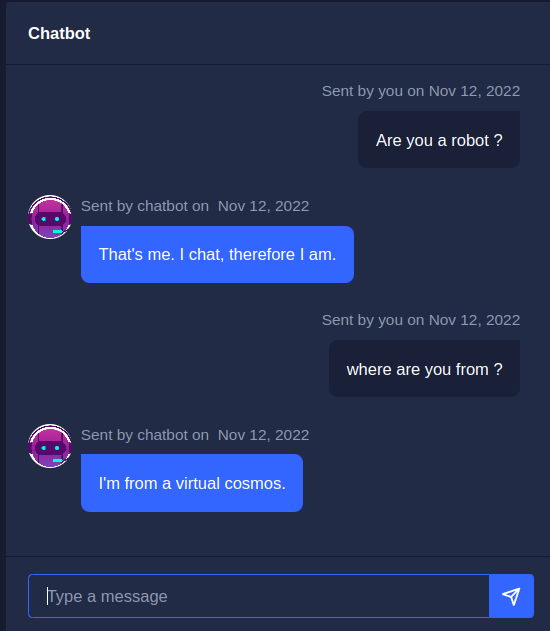 Chatbot
Sent by you on Nov 12, 2022
Are you a robot ?
Sent by chatbot on  Nov 12, 2022
That's me. I chat, therefore I am.
Sent by you on Nov 12, 2022
where are you from ?
Sent by chatbot on  Nov 12, 2022
I'm from a virtual cosmos.
Type a message